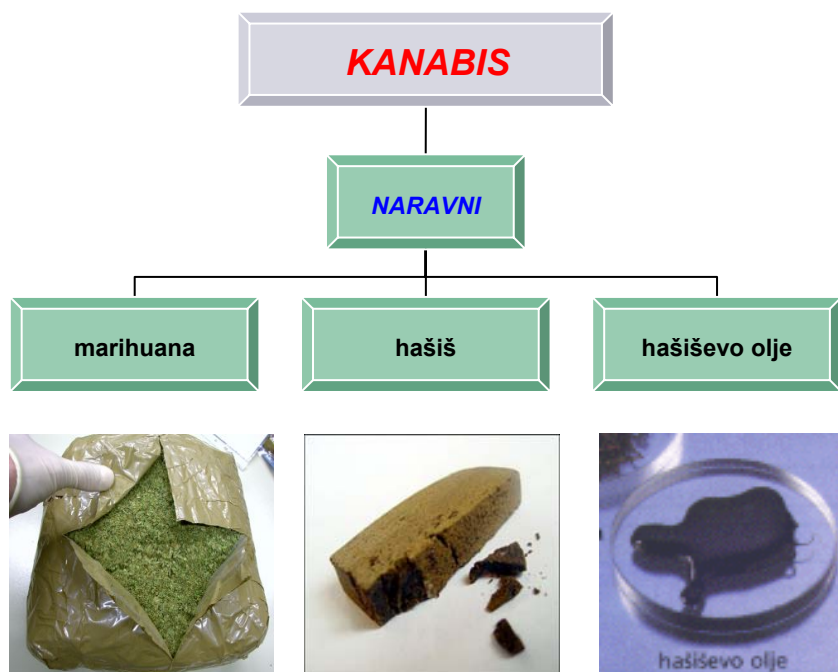 KANABIS
NARAVNI
marihuana
hašiš
hašiševo olje
hašiševo olje